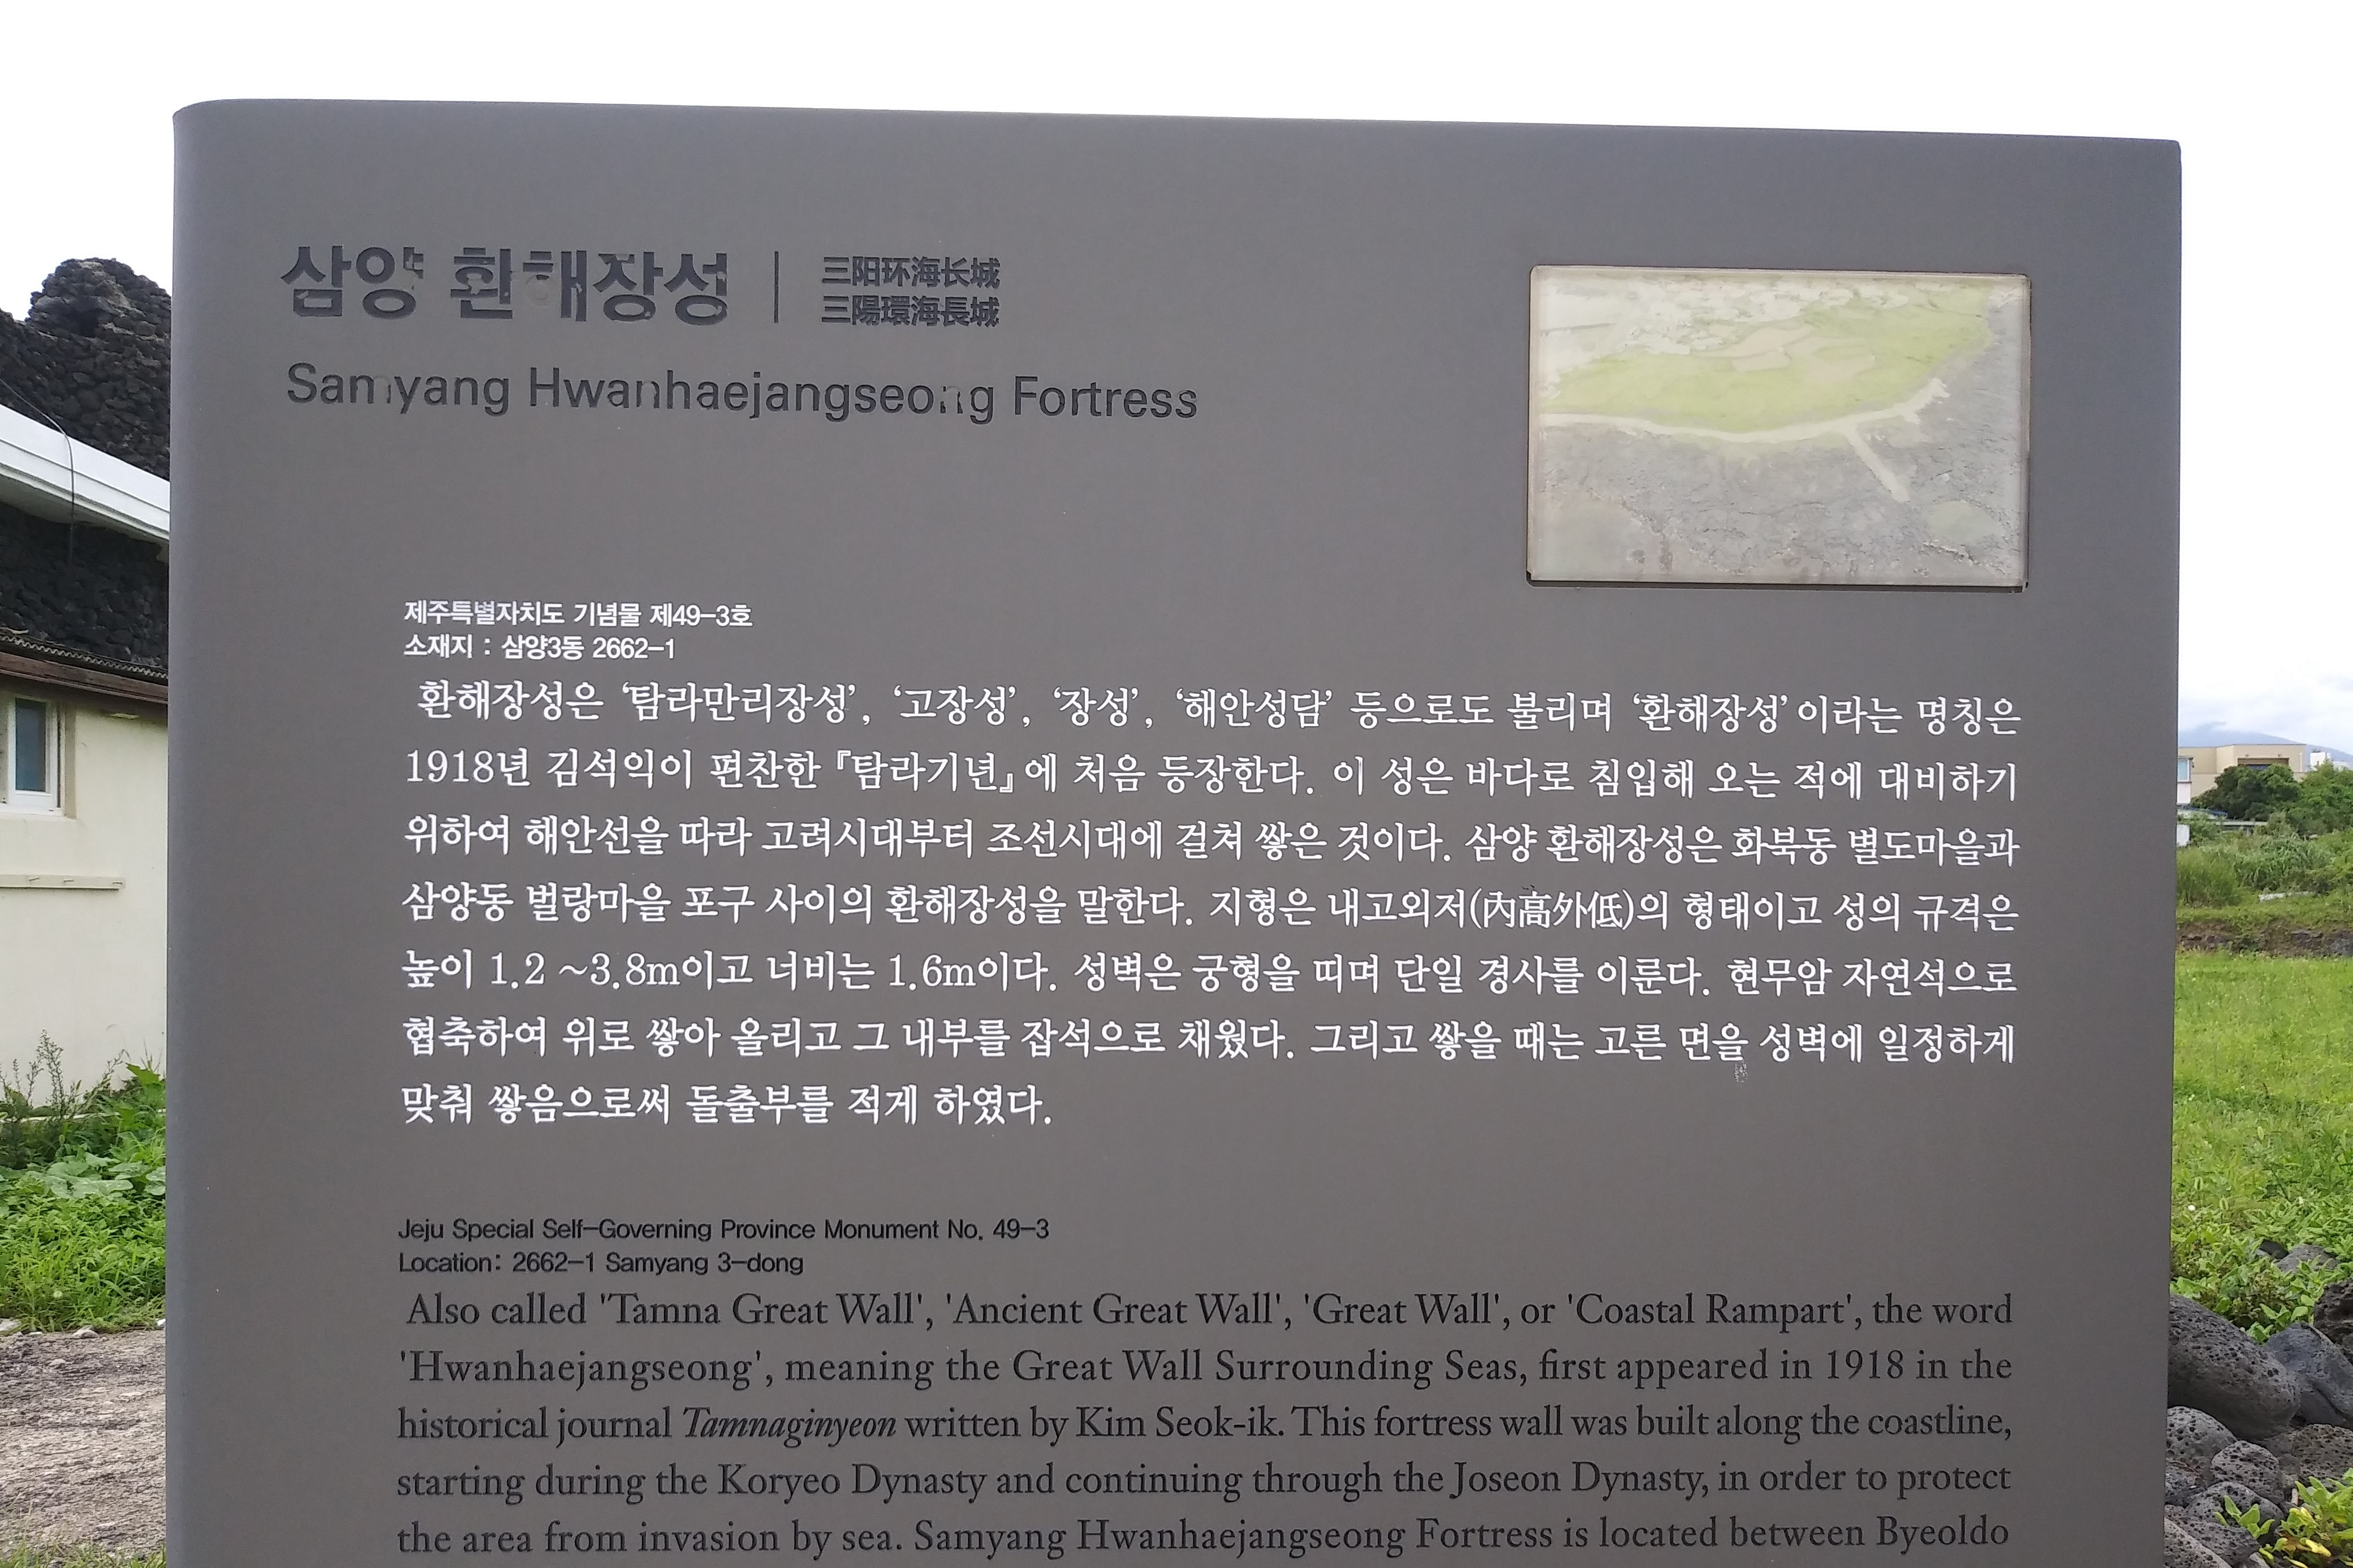 삼양 환해장성
三阳环海长城
三陽環海長城
Samyang Hwanhaejangseong Fortress
제주특별자치도 기념물 제49-3호
소재지 : 삼양3동 2662-1
환해장성은 ‘탐라만리장성’, ‘고장성’, ‘장성’, ‘해안성담’ 등으로도 불리며 ‘환해장성’이라는 명칭은
1918년 김석익이 편찬한 『탐라기년』에 처음 등장한다. 이 성은 바다로 침입해 오는 적에 대비하기
위하여 해안선을 따라 고려시대부터 조선시대에 걸쳐 쌓은 것이다. 삼양 환해장성은 화북동 별도마을과
삼양동 벌랑마을 포구 사이의 환해장성을 말한다. 지형은 내고외저(內高外低)의 형태이고 성의 규격은
높이 1.2 ~3.8m이고 너비는 1.6m이다. 성벽은 궁형을 띠며 단일 경사를 이룬다. 현무암 자연석으로
협축하여 위로 쌓아 올리고 그 내부를 잡석으로 채웠다. 그리고 쌓을 때는 고른 면을 성벽에 일정하게
맞춰 쌓음으로써 돌출부를 적게 하였다.
Jeju Special Self-Governing Province Monument No. 49-3
Location: 2662-1 Samyang 3-dong
Also called 'Tamna Great Wall', 'Ancient Great Wall', 'Great Wall', or 'Coastal Rampart', the word
'Hwanhaejangseong', meaning the Great Wall Surrounding Seas, first appeared in 1918 in the
historical journal Tamnaginyeon written by Kim Seok-ik. This fortress wall was built along the coastline,
starting during the Koryeo Dynasty and continuing through the Joseon Dynasty, in order to protect
the area from invasion by sea. Samyang Hwanhaejangseong Fortress is located between Byeoldo